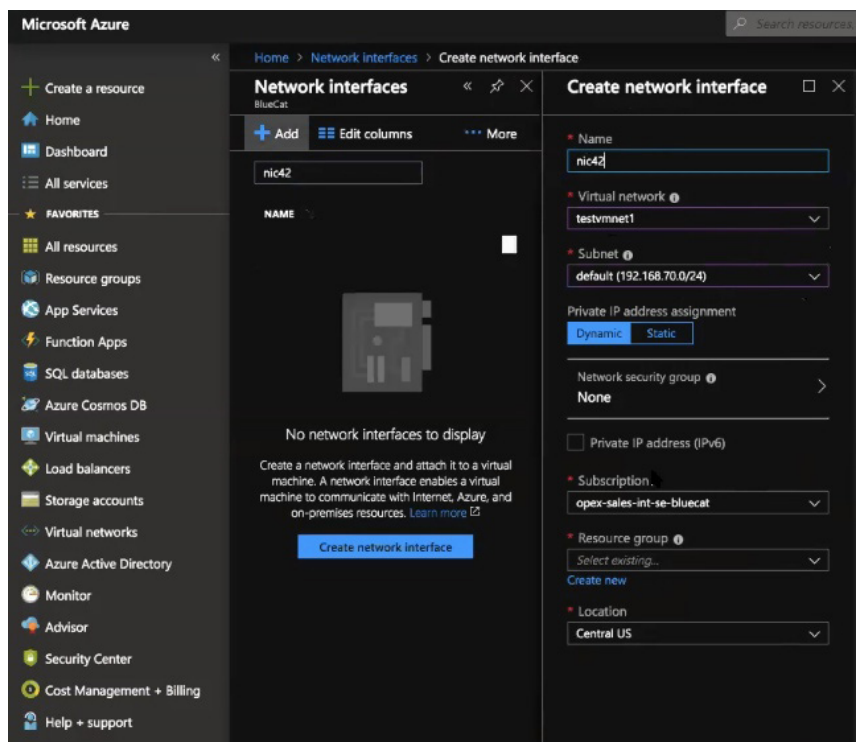 Microsoft Azure
Search resources,
«
Home > Network interfaces > Create network interface
Create a resource
Home
Dashboard
All services
FAVORITES
All resources
Resource groups
App Services
Function Apps
SQL databases
Azure Cosmos DB
Virtual machines
Load balancers
Storage accounts
Virtual networks
Azure Active Directory
Monitor
Advisor
Security Center
Cost Management + Billing
Help + support
Network interfaces
BlueCat
Add
Edit columns
··· More
nic42
NAME
No network interfaces to display
Create a network interface and attach it to a virtual
machine. A network interface enables a virtual
machine to communicate with Internet, Azure, and
on-premises resources. Learn more
Create network interface
Create network interface
* Name
nic42
* Virtual network
testvmnet1
* Subnet
default (192.168.70.0/24)
Private IP address assignment
Dynamic Static
Network security group
None
Private IP address (IPv6)
* Subscription
opex-sales-int-se-bluecat
* Resource group
Select existing...
Create new
* Location
Central US